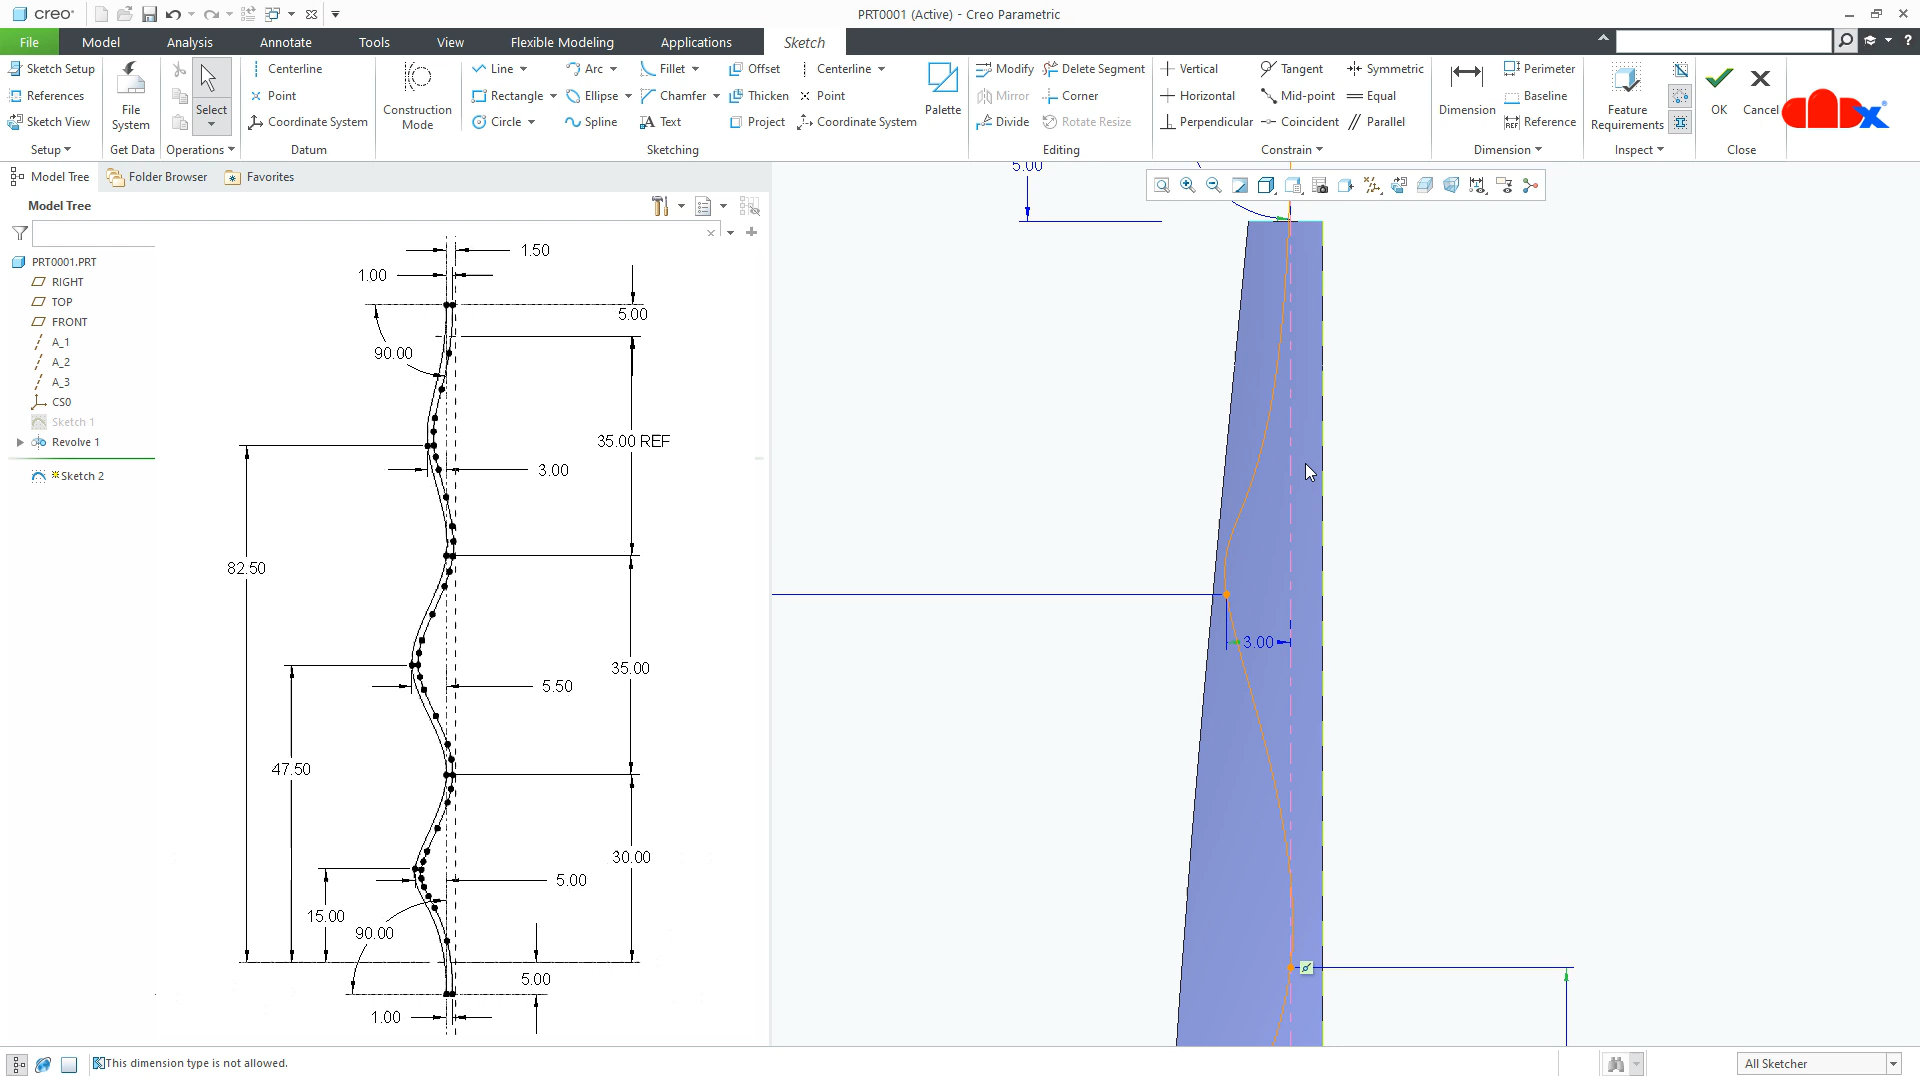 creo®
PRT0001 (Active) - Creo Parametric
File Model Analysis Annotate Tools View Flexible Modeling Applications Sketch
Sketch Setup
References
Sketch View
Setup
File System
Get Data
Select
Operations
Centerline
Point
Coordinate System
Datum
Construction Mode
Line Arc Fillet Offset Centerline
Rectangle Ellipse Chamfer Thicken Point
Circle Spline Text Project Coordinate System
Palette
Sketching
Modify Delete Segment
Mirror Corner
Divide Rotate Resize
Editing
Vertical Tangent Symmetric
Horizontal Mid-point Equal
Perpendicular Coincident Parallel
Constrain
Dimension
Perimeter
Baseline
REF Reference
Dimension
Feature Requirements
Inspect
OK
Cancel
Close
Model Tree Folder Browser Favorites
Model Tree
PRT0001.PRT
RIGHT
TOP
FRONT
A_1
A_2
A_3
CS0
Sketch 1
Revolve 1
Sketch 2
1.50
1.00
5.00
90.00
35.00 REF
3.00
82.50
35.00
5.50
47.50
30.00
5.00
15.00
90.00
5.00
1.00
5.00
3.00
This dimension type is not allowed.
All Sketcher